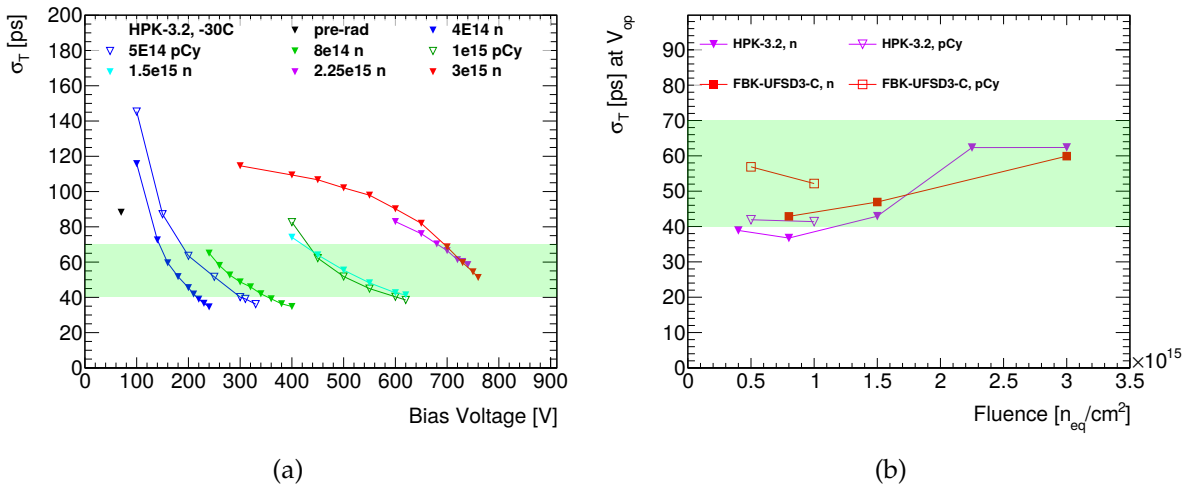 σ_T [ps]
200
180
160
140
120
100
80
60
40
20
0
HPK-3.2, -30C pre-rad 4E14 n
5E14 pCy 8e14 n 1e15 pCy
1.5e15 n 2.25e15 n 3e15 n
0 100 200 300 400 500 600 700 800 900
Bias Voltage [V]
(a)
σ_T [ps] at V_op
90
80
70
60
50
40
30
20
10
0
HPK-3.2, n HPK-3.2, pCy
FBK-UFSD3-C, n FBK-UFSD3-C, pCy
0 0.5 1 1.5 2 2.5 3 3.5
×10^15
Fluence [n_eq/cm²]
(b)